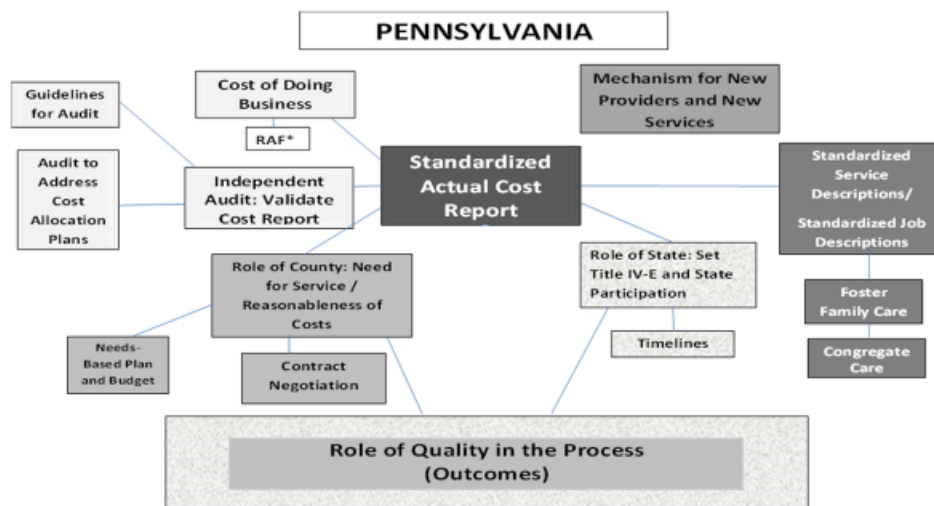 PENNSYLVANIA
Cost of Doing
Business
RAF*
Guidelines
for Audit
Mechanism for New
Providers and New
Services
Audit to
Address
Cost
Allocation
Plans
Independent
Audit: Validate
Cost Report
Standardized
Actual Cost
Report
Standardized
Service
Descriptions/
Standardized Job
Descriptions
Role of County: Need
for Service /
Reasonableness of
Costs
Role of State: Set
Title IV-E and State
Participation
Foster
Family Care
Timelines
Needs-
Based Plan
and Budget
Contract
Negotiation
Congregate
Care
Role of Quality in the Process
(Outcomes)